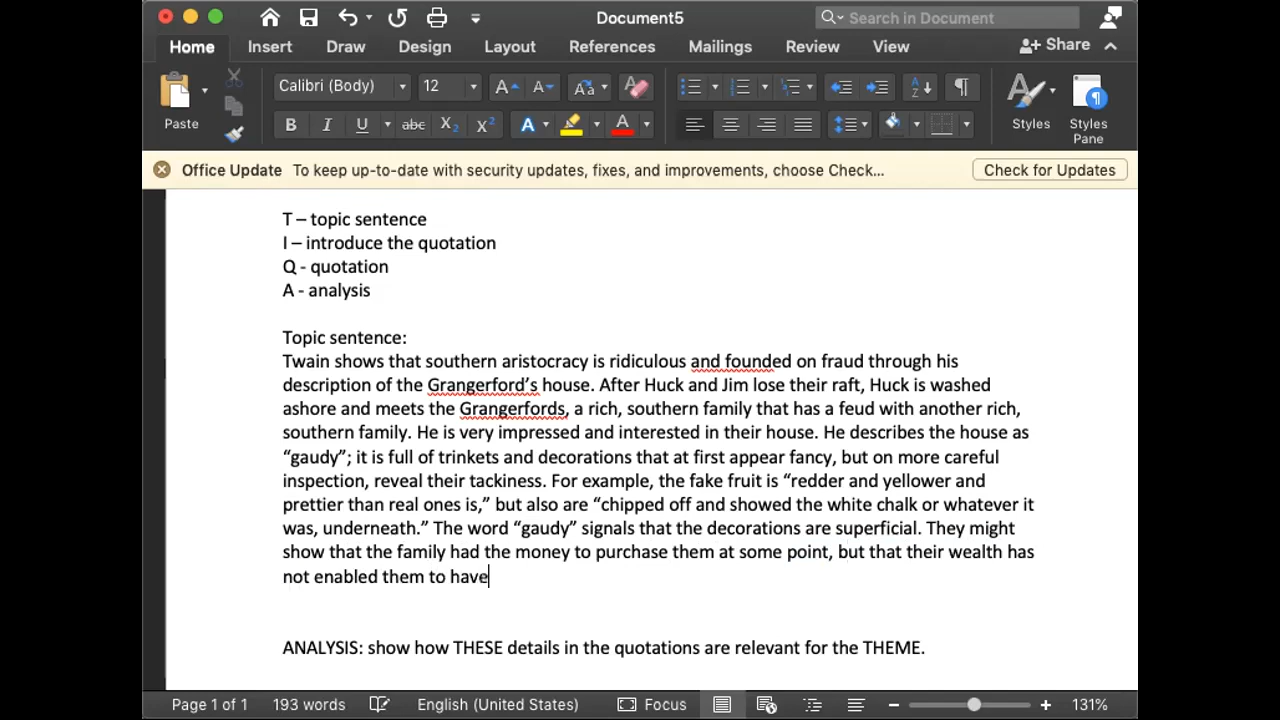 Document5
Search in Document
Home Insert Draw Design Layout References Mailings Review View Share
Calibri (Body) 12 A A Aa A
Paste B I U abc X2 X2 A A Styles Styles Pane
Office Update To keep up-to-date with security updates, fixes, and improvements, choose Check... Check for Updates
T – topic sentence
I – introduce the quotation
Q - quotation
A - analysis
Topic sentence:
Twain shows that southern aristocracy is ridiculous and founded on fraud through his
description of the Grangerford’s house. After Huck and Jim lose their raft, Huck is washed
ashore and meets the Grangerfords, a rich, southern family that has a feud with another rich,
southern family. He is very impressed and interested in their house. He describes the house as
“gaudy”; it is full of trinkets and decorations that at first appear fancy, but on more careful
inspection, reveal their tackiness. For example, the fake fruit is “redder and yellower and
prettier than real ones is,” but also are “chipped off and showed the white chalk or whatever it
was, underneath.” The word “gaudy” signals that the decorations are superficial. They might
show that the family had the money to purchase them at some point, but that their wealth has
not enabled them to have
ANALYSIS: show how THESE details in the quotations are relevant for the THEME.
Page 1 of 1 193 words English (United States) Focus 131%